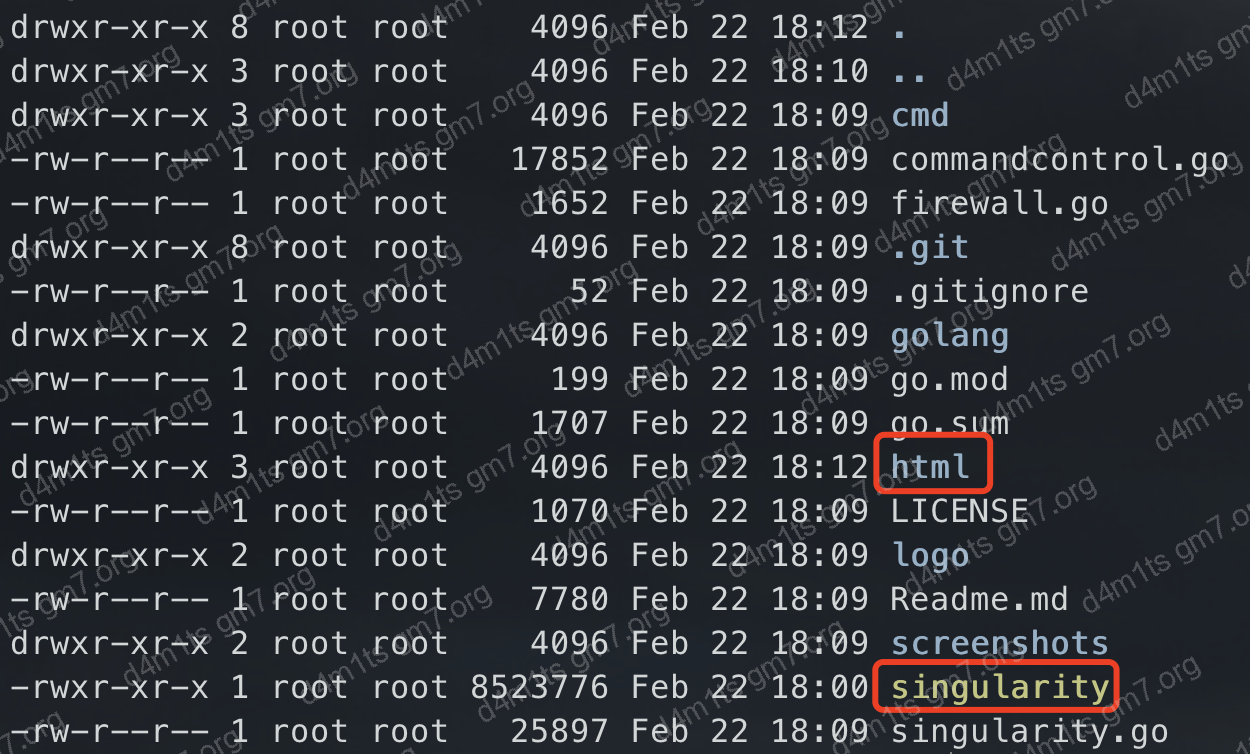 drwxr-xr-x 8 root root    4096 Feb 22 18:12 .
drwxr-xr-x 3 root root    4096 Feb 22 18:10 ..
drwxr-xr-x 3 root root    4096 Feb 22 18:09 cmd
-rw-r--r-- 1 root root   17852 Feb 22 18:09 commandcontrol.go
-rw-r--r-- 1 root root    1652 Feb 22 18:09 firewall.go
drwxr-xr-x 8 root root    4096 Feb 22 18:09 .git
-rw-r--r-- 1 root root      52 Feb 22 18:09 .gitignore
drwxr-xr-x 2 root root    4096 Feb 22 18:09 golang
-rw-r--r-- 1 root root     199 Feb 22 18:09 go.mod
-rw-r--r-- 1 root root    1707 Feb 22 18:09 go.sum
drwxr-xr-x 3 root root    4096 Feb 22 18:12 html
-rw-r--r-- 1 root root    1070 Feb 22 18:09 LICENSE
drwxr-xr-x 2 root root    4096 Feb 22 18:09 logo
-rw-r--r-- 1 root root    7780 Feb 22 18:09 Readme.md
drwxr-xr-x 2 root root    4096 Feb 22 18:09 screenshots
-rwxr-xr-x 1 root root 8523776 Feb 22 18:00 singularity
-rw-r--r-- 1 root root   25897 Feb 22 18:09 singularity.go
d4m1ts gm7.org